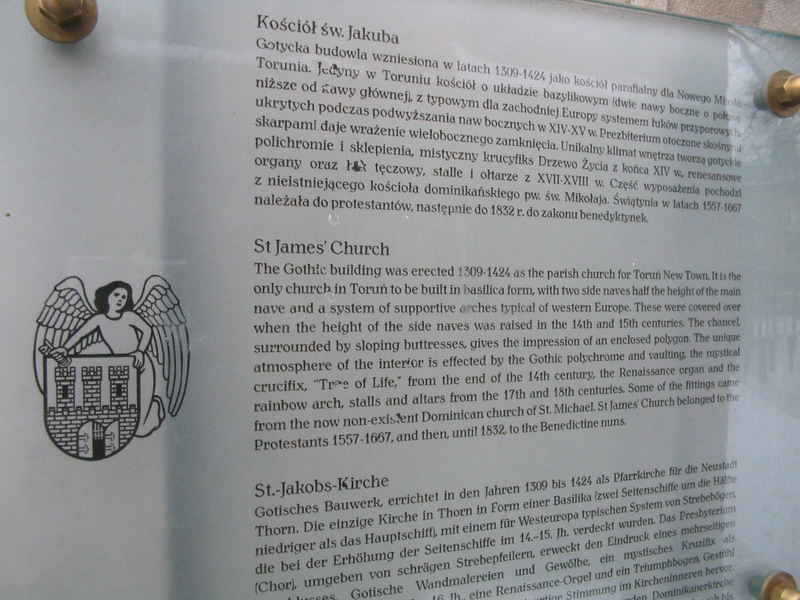 Kościół św. Jakuba
Gotycka budowla wzniesiona w latach 1309-1424 jako kościół parafialny dla Nowego Miasta
Torunia. Jedyny w Toruniu kościół o układzie bazylikowym (dwie nawy boczne o połowę
niższe od nawy głównej), z typowym dla zachodniej Europy systemem łuków przyporowych,
ukrytych podczas podwyższania naw bocznych w XIV-XV w. Prezbiterium otoczone skośnymi
skarpami daje wrażenie wielobocznego zamknięcia. Unikalny klimat wnętrza tworzą gotyckie
polichromie i sklepienia, mistyczny krucyfiks Drzewo Życia z końca XIV w., renesansowe
organy oraz łuk tęczowy, stalle i ołtarze z XVII-XVIII w. Część wyposażenia pochodzi
z nieistniejącego kościoła dominikańskiego pw. św. Mikołaja. Świątynia w latach 1557-1667
należała do protestantów, następnie do 1832 r. do zakonu benedyktynek.
St James' Church
The Gothic building was erected 1309-1424 as the parish church for Toruń New Town. It is the
only church in Toruń to be built in basilica form, with two side naves half the height of the main
nave and a system of supportive arches typical of western Europe. These were covered over
when the height of the side naves was raised in the 14th and 15th centuries. The chancel,
surrounded by sloping buttresses, gives the impression of an enclosed polygon. The unique
atmosphere of the interior is effected by the Gothic polychrome and vaulting, the mystical
crucifix, "Tree of Life," from the end of the 14th century, the Renaissance organ and the
rainbow arch, stalls and altars from the 17th and 18th centuries. Some of the fittings came
from the now non-existent Dominican church of St. Michael. St James' Church belonged to the
Protestants 1557-1667, and then, until 1832, to the Benedictine nuns.
St.-Jakobs-Kirche
Gotisches Bauwerk, errichtet in den Jahren 1309 bis 1424 als Pfarrkirche für die Neustadt
Thorn. Die einzige Kirche in Thorn in Form einer Basilika (zwei Seitenschiffe um die Hälfte
niedriger als das Hauptschiff), mit einem für Westeuropa typischen System von Strebebögen,
die bei der Erhöhung der Seitenschiffe im 14.-15. Jh. verdeckt wurden. Das Presbyterium
(Chor), umgeben von schrägen Strebepfeilern, erweckt den Eindruck eines mehrseitigen
Gotische Wandmalereien und Gewölbe, ein mystisches Kruzifix als
16. Jh., eine Renaissance-Orgel und ein Triumphbogen, Gestühl
Stimmung im Kircheninneren hervor.
Dominikanerkirche